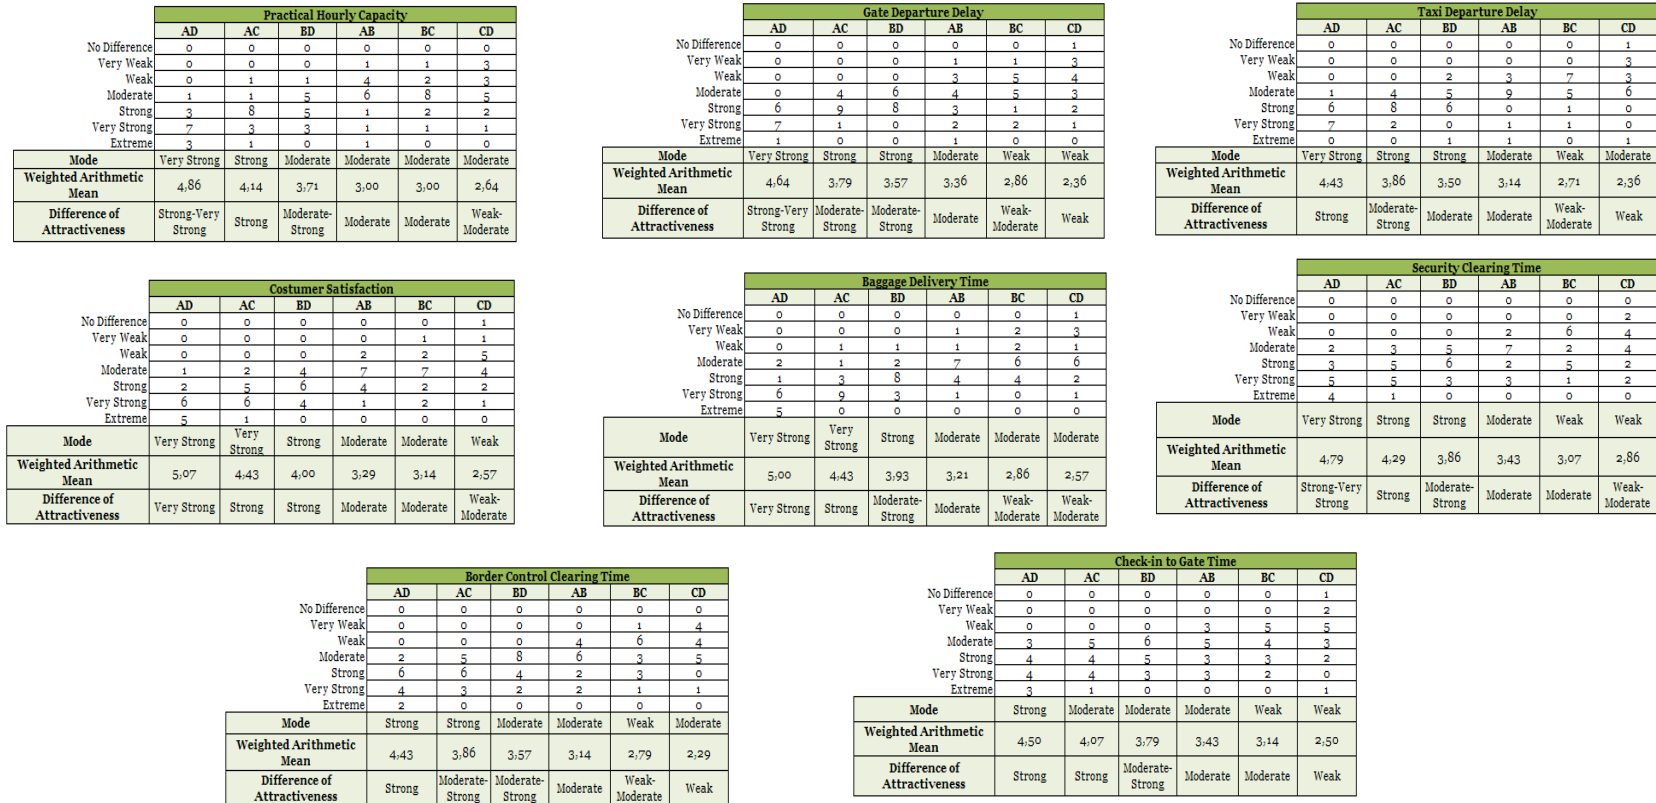 Practical Hourly Capacity
AD AC BD AB BC CD
No Difference 0 0 0 0 0 0
Very Weak 0 0 0 1 1 3
Weak 0 1 1 4 2 3
Moderate 1 1 5 6 8 5
Strong 3 8 5 1 2 2
Very Strong 7 3 3 1 1 1
Extreme 3 1 0 1 0 0
Mode Very Strong Strong Moderate Moderate Moderate Moderate
Weighted Arithmetic
Mean 4,86 4,14 3,71 3,00 3,00 2,64
Difference of
Attractiveness Strong-Very Strong Strong Moderate-Strong Moderate Moderate Weak-Moderate
Gate Departure Delay
AD AC BD AB BC CD
No Difference 0 0 0 0 0 1
Very Weak 0 0 0 1 1 3
Weak 0 0 0 3 5 4
Moderate 0 4 6 4 5 3
Strong 6 9 8 3 1 2
Very Strong 7 1 0 2 2 1
Extreme 1 0 0 1 0 0
Mode Very Strong Strong Strong Moderate Weak Weak
Weighted Arithmetic
Mean 4,64 3,79 3,57 3,36 2,86 2,36
Difference of
Attractiveness Strong-Very Strong Moderate-Strong Moderate-Strong Moderate Weak-Moderate Weak
Taxi Departure Delay
AD AC BD AB BC CD
No Difference 0 0 0 0 0 1
Very Weak 0 0 0 0 0 3
Weak 0 0 2 3 7 3
Moderate 1 4 5 9 5 6
Strong 6 8 6 0 1 0
Very Strong 7 2 0 1 1 0
Extreme 0 0 1 1 0 1
Mode Very Strong Strong Strong Moderate Weak Moderate
Weighted Arithmetic
Mean 4,43 3,86 3,50 3,14 2,71 2,36
Difference of
Attractiveness Strong Moderate-Strong Moderate Moderate Weak-Moderate Weak
Costumer Satisfaction
AD AC BD AB BC CD
No Difference 0 0 0 0 0 1
Very Weak 0 0 0 0 1 1
Weak 0 0 0 2 2 5
Moderate 1 2 4 7 7 4
Strong 2 5 6 4 2 2
Very Strong 6 6 4 1 2 1
Extreme 5 1 0 0 0 0
Mode Very Strong Very Strong Strong Moderate Moderate Weak
Weighted Arithmetic
Mean 5,07 4,43 4,00 3,29 3,14 2,57
Difference of
Attractiveness Very Strong Strong Strong Moderate Moderate Weak-Moderate
Baggage Delivery Time
AD AC BD AB BC CD
No Difference 0 0 0 0 0 1
Very Weak 0 0 0 1 2 3
Weak 0 1 1 1 2 1
Moderate 2 1 2 7 6 6
Strong 1 3 8 4 4 2
Very Strong 6 9 3 1 0 1
Extreme 5 0 0 0 0 0
Mode Very Strong Very Strong Strong Moderate Moderate Moderate
Weighted Arithmetic
Mean 5,00 4,43 3,93 3,21 2,86 2,57
Difference of
Attractiveness Very Strong Strong Moderate-Strong Moderate Weak-Moderate Weak-Moderate
Security Clearing Time
AD AC BD AB BC CD
No Difference 0 0 0 0 0 0
Very Weak 0 0 0 0 0 2
Weak 0 0 0 2 6 4
Moderate 2 3 5 7 2 4
Strong 3 5 6 2 5 2
Very Strong 5 5 3 3 1 2
Extreme 4 1 0 0 0 0
Mode Very Strong Strong Strong Moderate Weak Weak
Weighted Arithmetic
Mean 4,79 4,29 3,86 3,43 3,07 2,86
Difference of
Attractiveness Strong-Very Strong Strong Moderate-Strong Moderate Moderate Weak-Moderate
Border Control Clearing Time
AD AC BD AB BC CD
No Difference 0 0 0 0 0 0
Very Weak 0 0 0 0 1 4
Weak 0 0 0 4 6 4
Moderate 2 5 8 6 3 5
Strong 6 6 4 2 3 0
Very Strong 4 3 2 2 1 1
Extreme 2 0 0 0 0 0
Mode Strong Strong Moderate Moderate Weak Moderate
Weighted Arithmetic
Mean 4,43 3,86 3,57 3,14 2,79 2,29
Difference of
Attractiveness Strong Moderate-Strong Moderate-Strong Moderate Weak-Moderate Weak
Check-in to Gate Time
AD AC BD AB BC CD
No Difference 0 0 0 0 0 1
Very Weak 0 0 0 0 0 2
Weak 0 0 0 3 5 5
Moderate 3 5 6 5 4 3
Strong 4 4 5 3 3 2
Very Strong 4 4 3 3 2 0
Extreme 3 1 0 0 0 1
Mode Strong Moderate Moderate Moderate Weak Weak
Weighted Arithmetic
Mean 4,50 4,07 3,79 3,43 3,14 2,50
Difference of
Attractiveness Strong Strong Moderate-Strong Moderate Moderate Weak